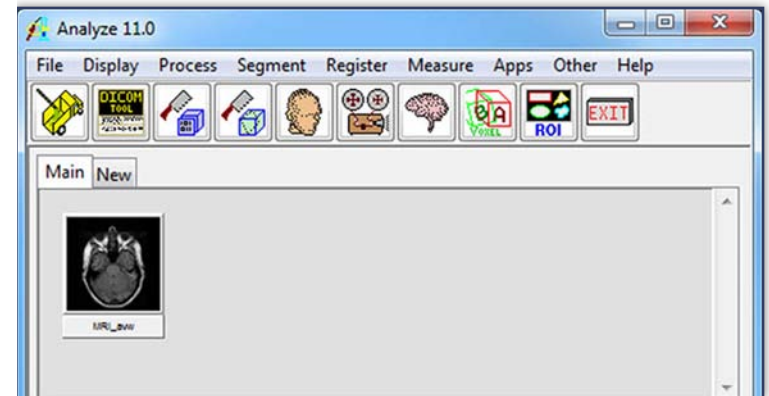 Analyze 11.0
File Display Process Segment Register Measure Apps Other Help
DICOM
TOOL
VOXEL
B A
ROI
EXIT
Main New
MRI_avw